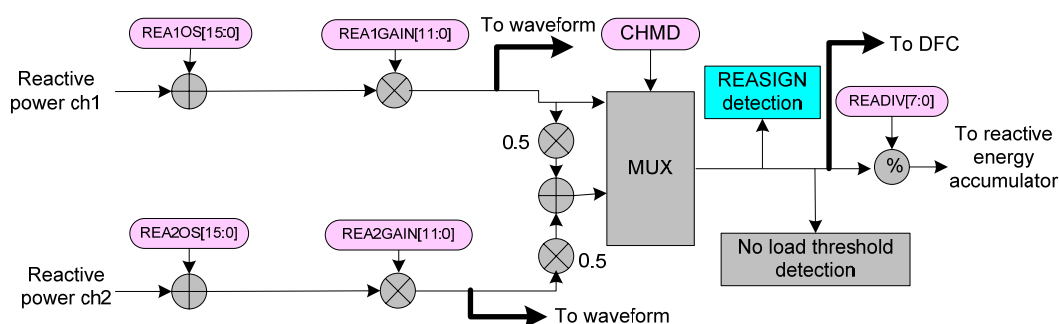 REA1OS[15:0]
REA1GAIN[11:0]
To waveform
CHMD
To DFC
Reactive
power ch1
REASIGN
detection
READIV[7:0]
0.5
MUX
%
To reactive
energy
accumulator
REA2OS[15:0]
REA2GAIN[11:0]
0.5
No load threshold
detection
Reactive
power ch2
To waveform